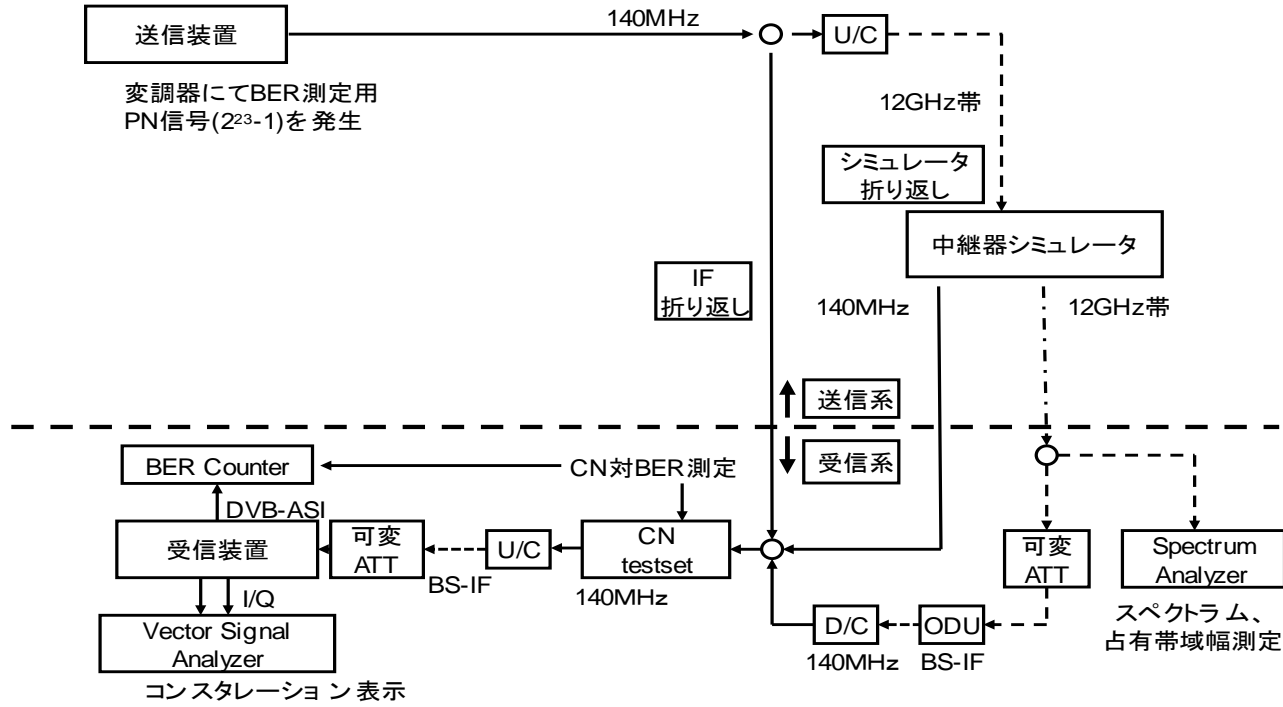 140MHz
送信装置
U/C
変調器にてBER測定用
PN信号(2²³-1)を発生
12GHz帯
シミュレータ
折り返し
中継器シミュレータ
IF
折り返し
140MHz
12GHz帯
送信系
受信系
BER Counter
CN対BER測定
DVB-ASI
受信装置
可変
ATT
U/C
CN
testset
BS-IF
140MHz
I/Q
可変
ATT
Spectrum
Analyzer
Vector Signal
Analyzer
D/C
ODU
140MHz
BS-IF
スペクトラム、
占有帯域幅測定
コンスタレーション表示